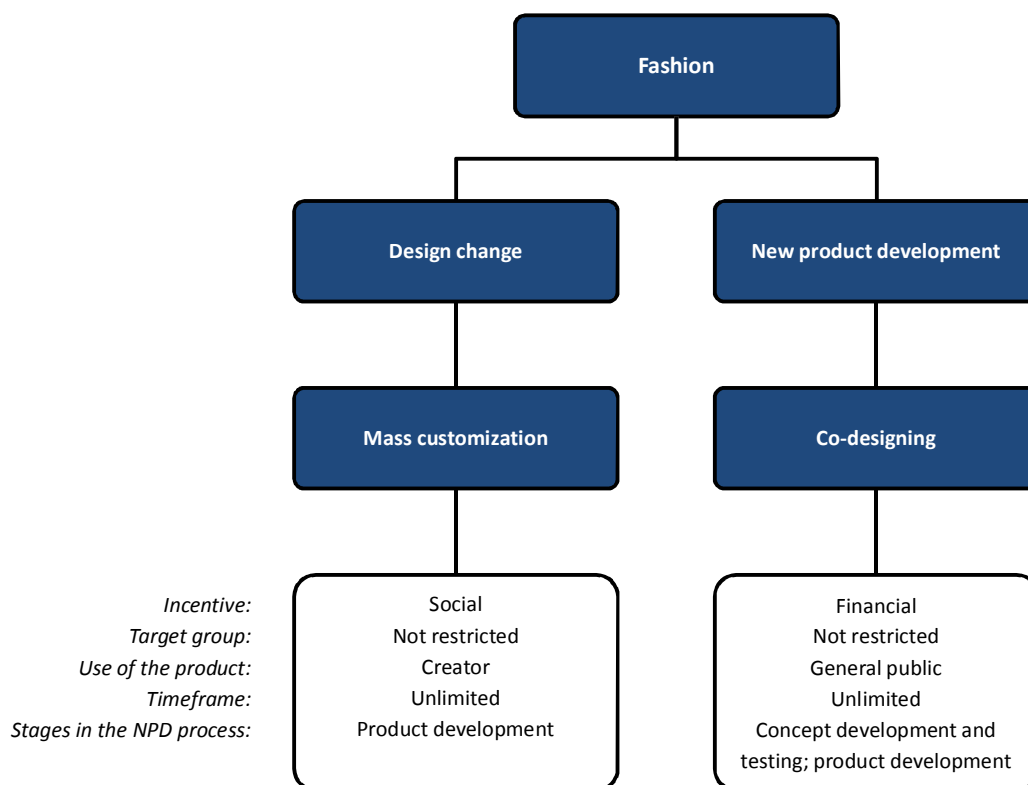 Fashion
Design change
New product development
Mass customization
Co-designing
Incentive: Social Financial
Target group: Not restricted Not restricted
Use of the product: Creator General public
Timeframe: Unlimited Unlimited
Stages in the NPD process: Product development Concept development and
testing; product development